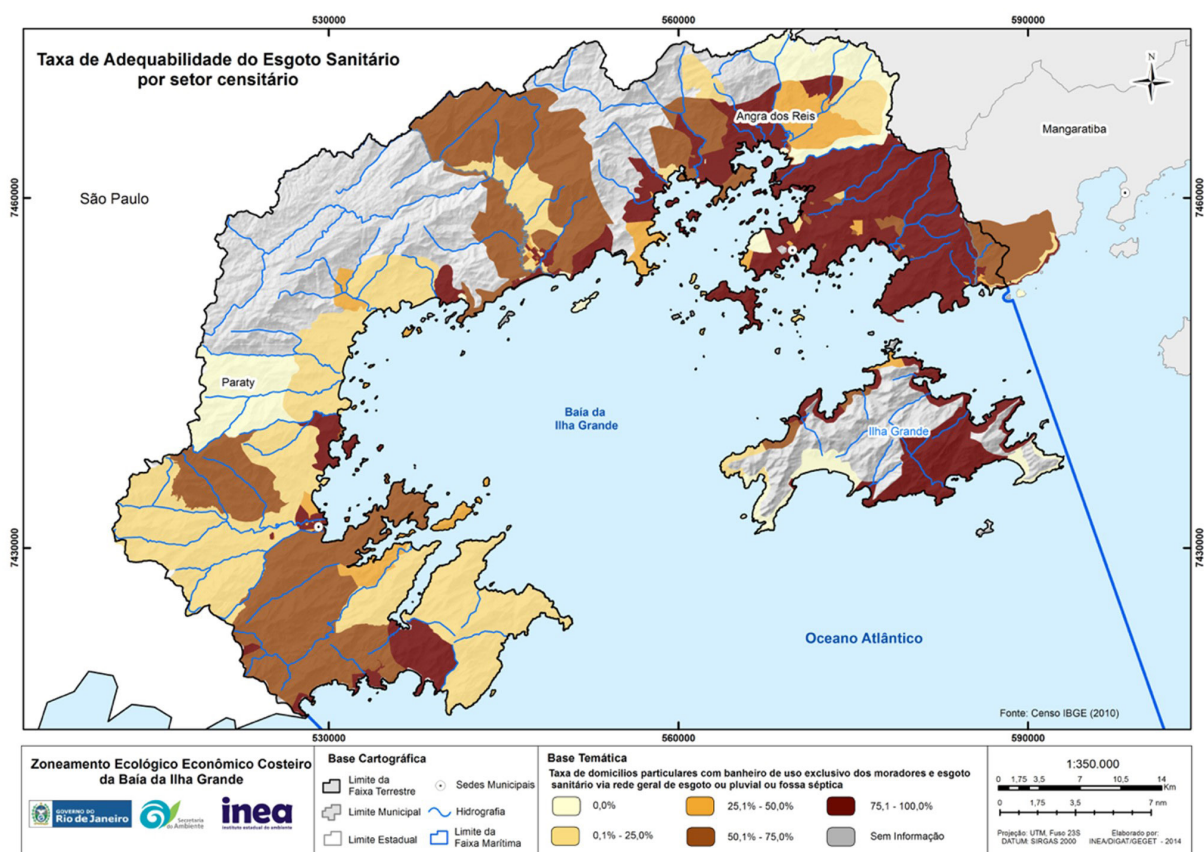 530000 560000 590000
Taxa de Adequabilidade do Esgoto Sanitário
por setor censitário
N
Angra dos Reis
Mangaratiba
São Paulo
7460000
7460000
Paraty
Baía da
Ilha Grande
Ilha Grande
7430000
7430000
Oceano Atlântico
Fonte: Censo IBGE (2010)
530000 560000 590000
Zoneamento Ecológico Econômico Costeiro
da Baía da Ilha Grande
GOVERNO DO
Rio de Janeiro
Secretaria
do Ambiente
inea
instituto estadual do ambiente
Base Cartográfica
Limite da
Faixa Terrestre
Sedes Municipais
Limite Municipal
Hidrografia
Limite Estadual
Limite da
Faixa Marítima
Base Temática
Taxa de domicílios particulares com banheiro de uso exclusivo dos moradores e esgoto
sanitário via rede geral de esgoto ou pluvial ou fossa séptica
0,0%
25,1% - 50,0%
75,1 - 100,0%
0,1% - 25,0%
50,1% - 75,0%
Sem Informação
1:350.000
0 1,75 3,5 7 10,5 14
Km
0 1,75 3,5 7 nm
Projeção: UTM, Fuso 23S
DATUM: SIRGAS 2000
Elaborado por:
INEA/DIGAT/GEGET - 2014